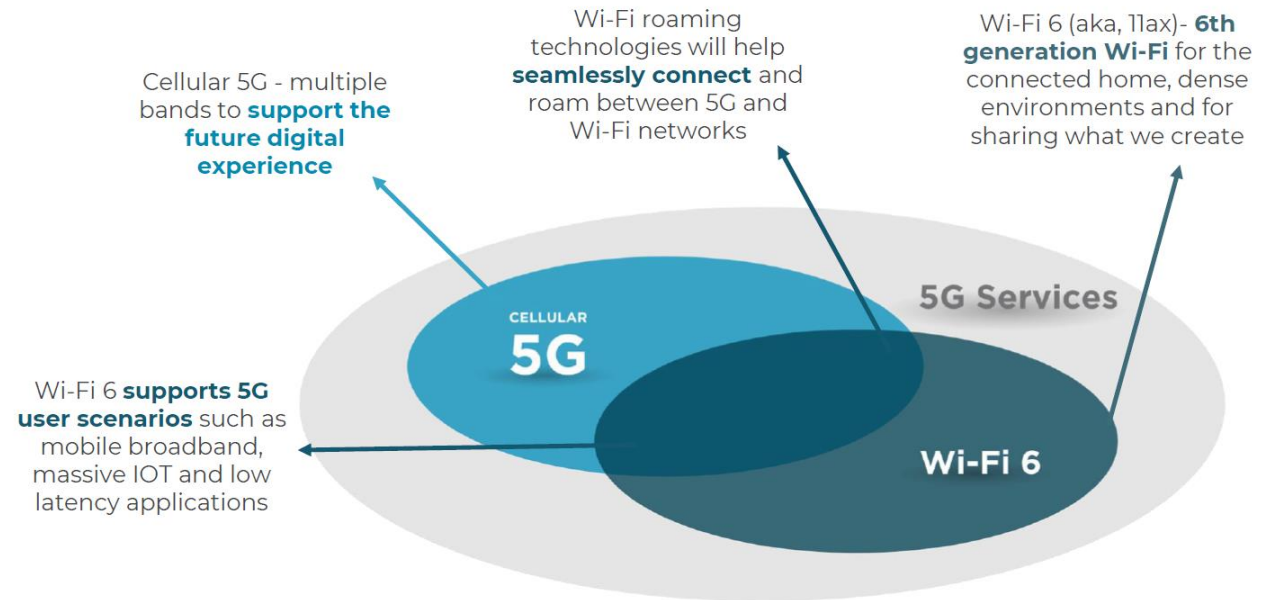 Cellular 5G - multiple
bands to support the
future digital
experience
Wi-Fi roaming
technologies will help
seamlessly connect and
roam between 5G and
Wi-Fi networks
Wi-Fi 6 (aka, 11ax)- 6th
generation Wi-Fi for the
connected home, dense
environments and for
sharing what we create
5G Services
CELLULAR
5G
Wi-Fi 6
Wi-Fi 6 supports 5G
user scenarios such as
mobile broadband,
massive IOT and low
latency applications